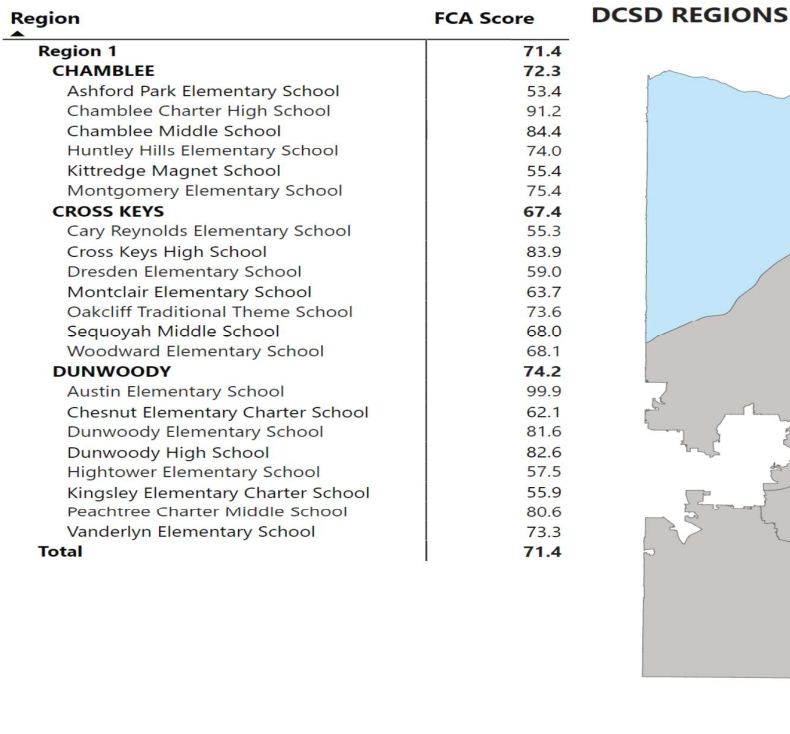 Region FCA Score
Region 1 71.4
CHAMBLEE 72.3
Ashford Park Elementary School 53.4
Chamblee Charter High School 91.2
Chamblee Middle School 84.4
Huntley Hills Elementary School 74.0
Kittredge Magnet School 55.4
Montgomery Elementary School 75.4
CROSS KEYS 67.4
Cary Reynolds Elementary School 55.3
Cross Keys High School 83.9
Dresden Elementary School 59.0
Montclair Elementary School 63.7
Oakcliff Traditional Theme School 73.6
Sequoyah Middle School 68.0
Woodward Elementary School 68.1
DUNWOODY 74.2
Austin Elementary School 99.9
Chesnut Elementary Charter School 62.1
Dunwoody Elementary School 81.6
Dunwoody High School 82.6
Hightower Elementary School 57.5
Kingsley Elementary Charter School 55.9
Peachtree Charter Middle School 80.6
Vanderlyn Elementary School 73.3
Total 71.4
DCSD REGIONS